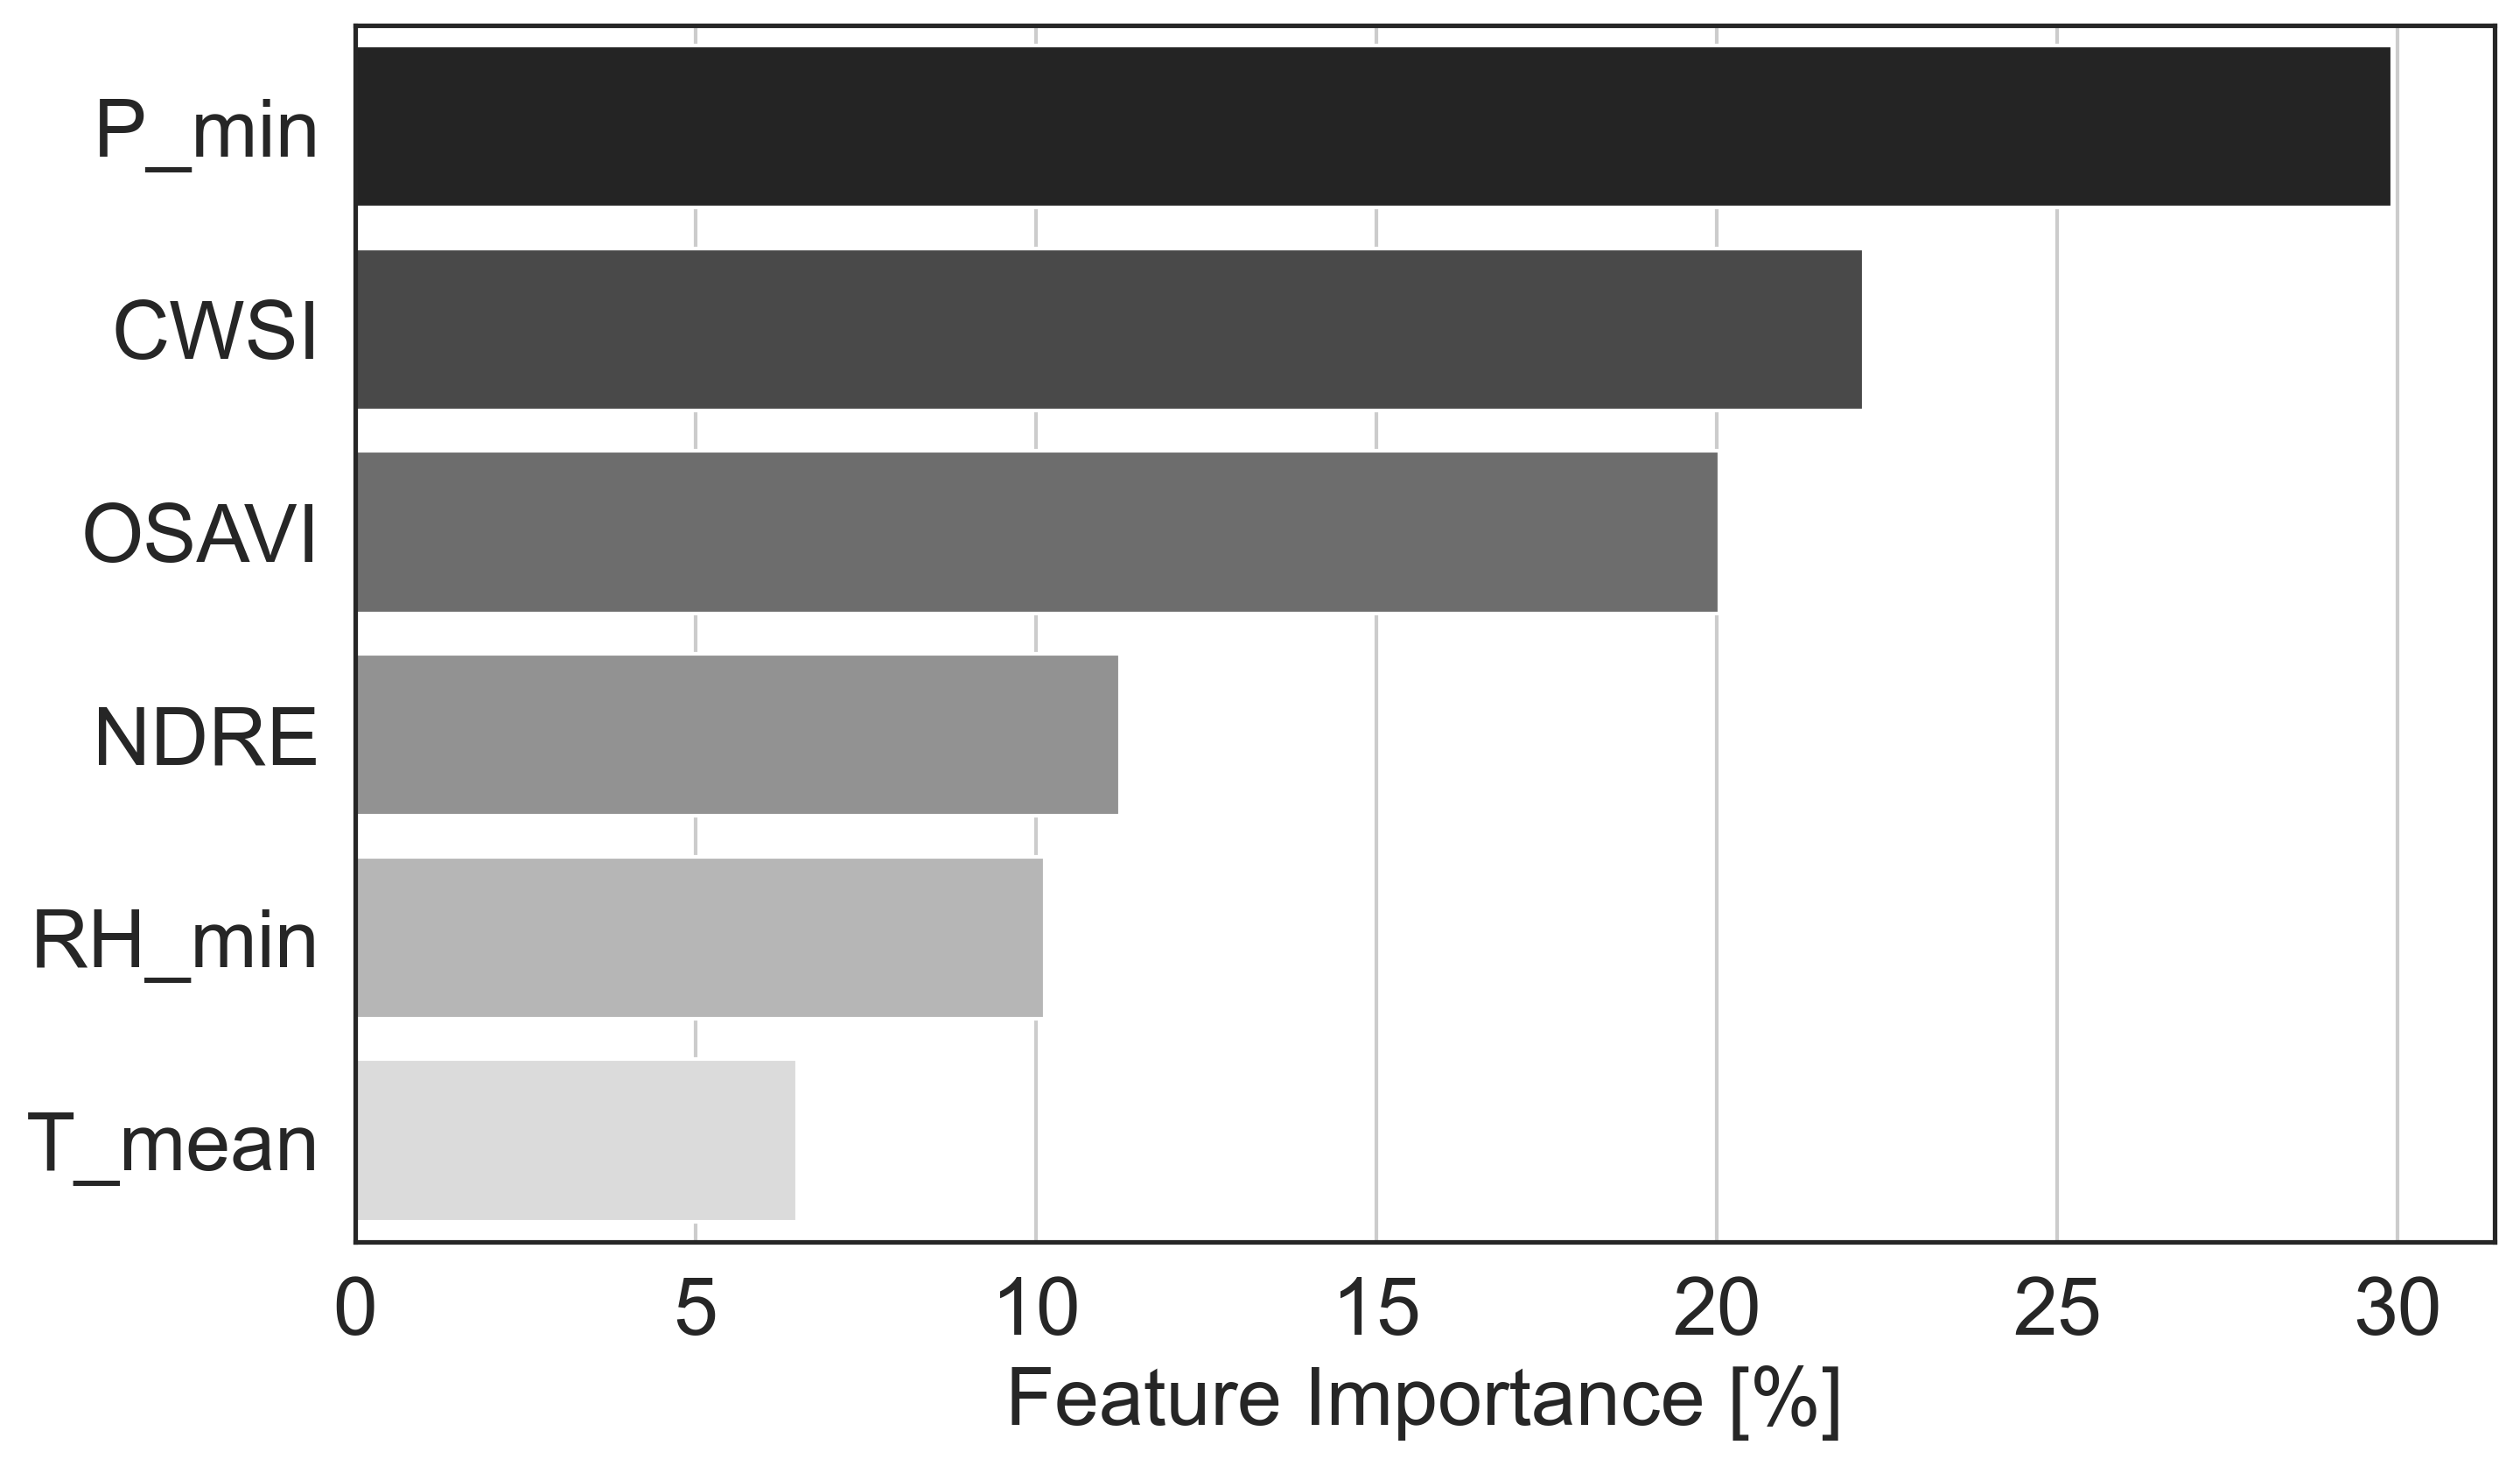 P_min
CWSI
OSAVI
NDRE
RH_min
T_mean
0 5 10 15 20 25 30
Feature Importance [%]